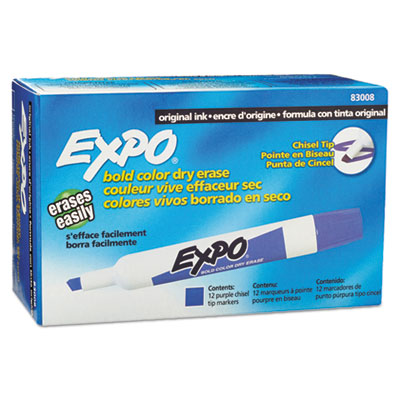 83008
original ink • encre d'origine • formula con tinta original
EXPO®
bold color dry erase
couleur vive effaceur sec
colores vivos borrado en seco
Chisel Tip
Pointe en Biseau
Punta de Cincel
erases
easily
s'efface facilement
borra facilmente
EXPO
BOLD COLOR DRY ERASE
Contents:
12 purple chisel
tip markers
Contenu:
12 marqueurs à pointe
pourpre en biseau
Contenido:
12 marcadores de
punto púrpura tipo cincel
EXPO
83008